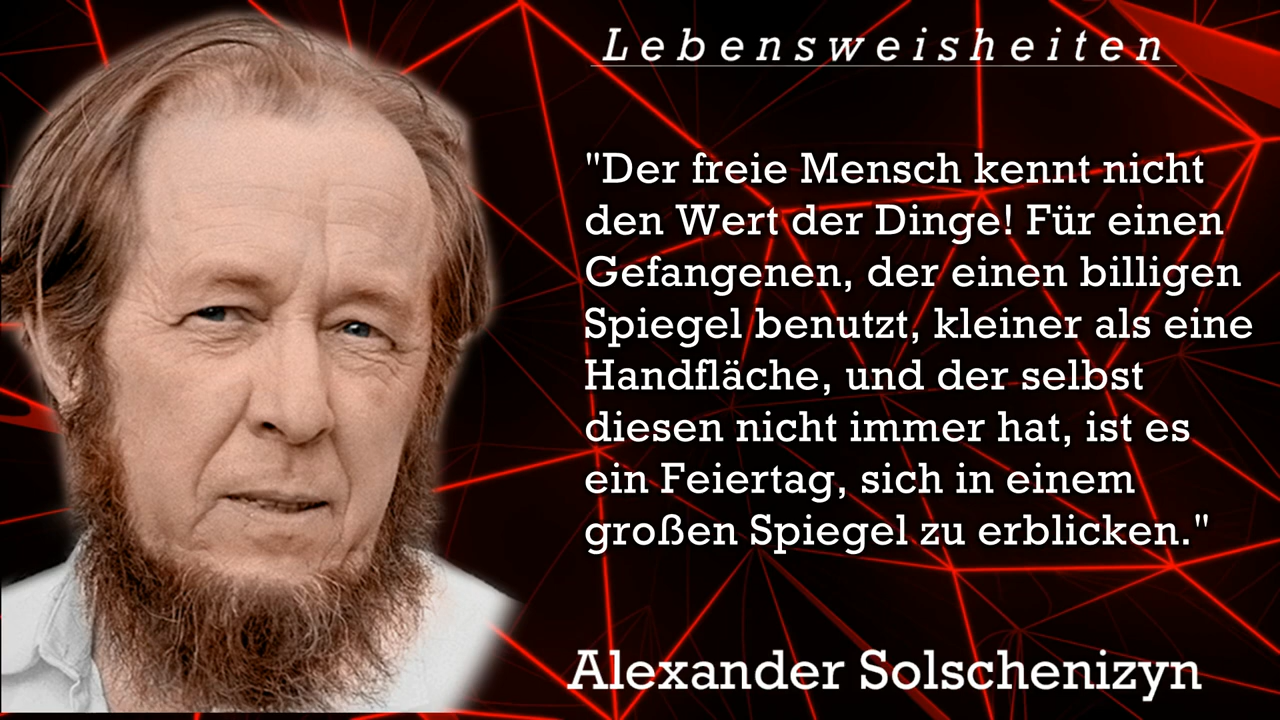 Lebensweisheiten
"Der freie Mensch kennt nicht
den Wert der Dinge! Für einen
Gefangenen, der einen billigen
Spiegel benutzt, kleiner als eine
Handfläche, und der selbst
diesen nicht immer hat, ist es
ein Feiertag, sich in einem
großen Spiegel zu erblicken."
Alexander Solschenizyn